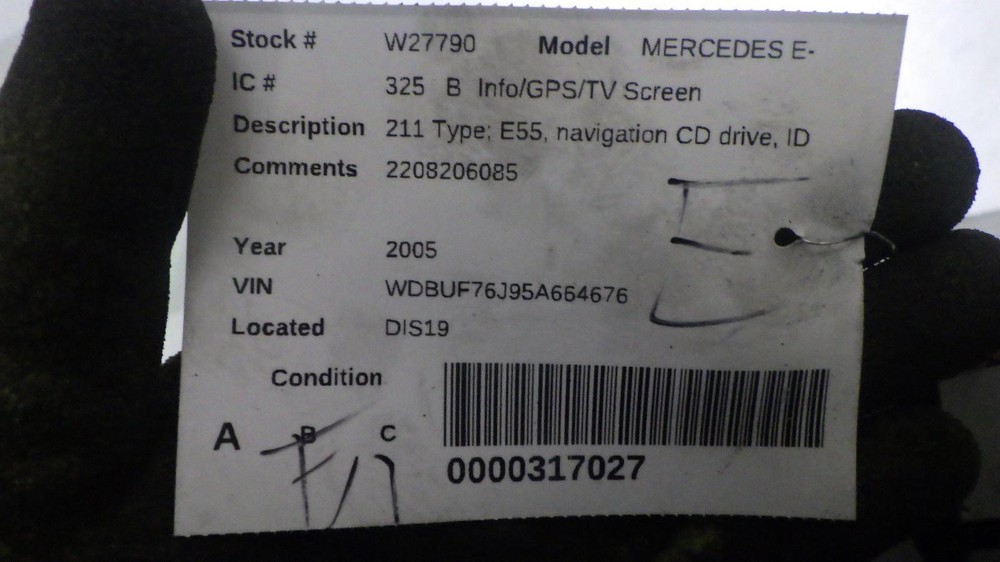 Stock # W27790 Model MERCEDES E-
IC # 325 B Info/GPS/TV Screen
Description 211 Type; E55, navigation CD drive, ID
Comments 2208206085
Year 2005
VIN WDBUF76J95A664676
Located DIS19
Condition
A B C
0000317027